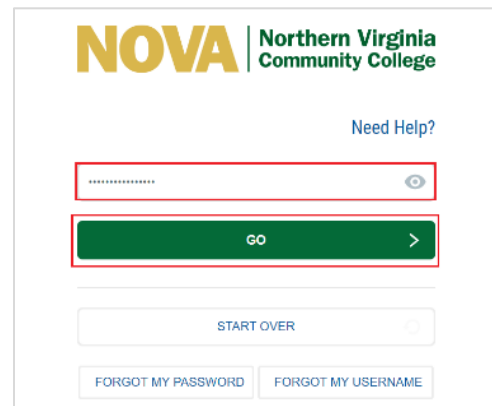 NOVA
Northern Virginia
Community College
Need Help?
················
GO
START OVER
FORGOT MY PASSWORD FORGOT MY USERNAME